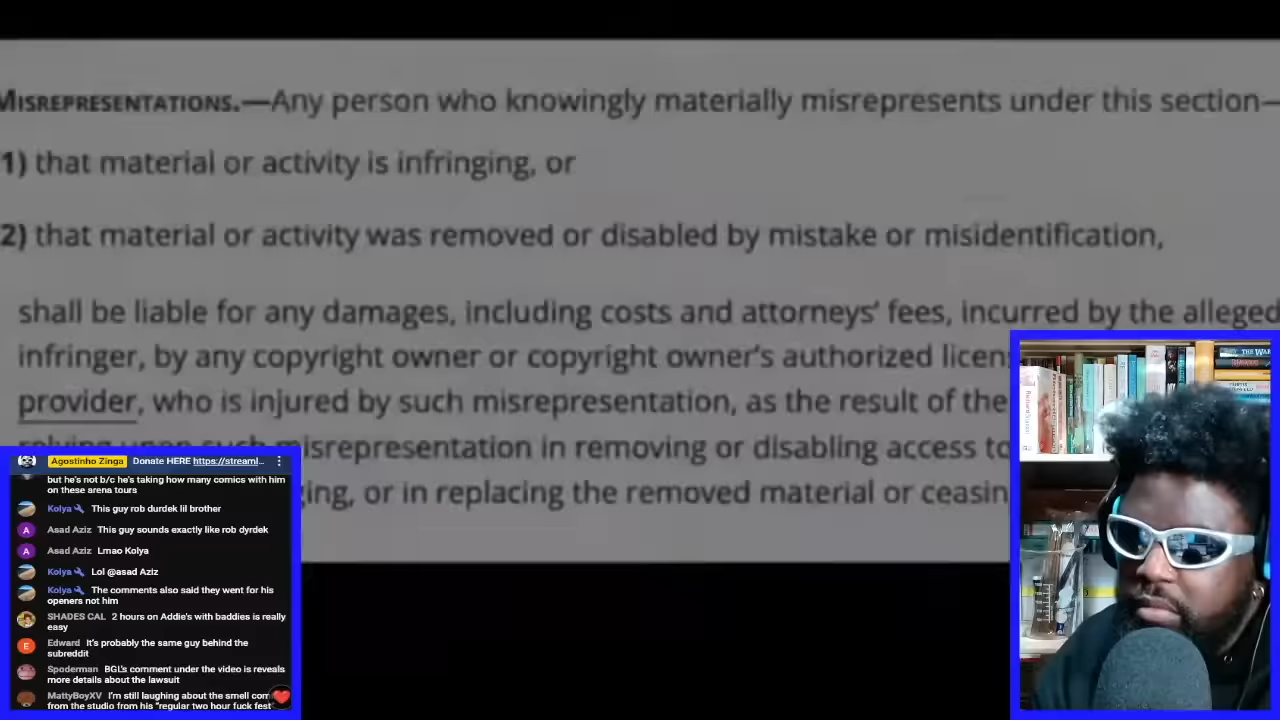 MISREPRESENTATIONS.—Any person who knowingly materially misrepresents under this section—
1) that material or activity is infringing, or
2) that material or activity was removed or disabled by mistake or misidentification,
shall be liable for any damages, including costs and attorneys' fees, incurred by the alleged
infringer, by any copyright owner or copyright owner's authorized
provider, who is injured by such misrepresentation, as the result of the
relying upon such misrepresentation in removing or disabling access to
or in replacing the removed material or
Agostinho Zinga Donate HERE https://streaml...
but he's not b/c he's taking how many comics with him
on these arena tours
Kolya This guy rob durdek lil brother
Asad Aziz This guy sounds exactly like rob dyrdek
Asad Aziz Lmao Kolya
Kolya Lol @asad Aziz
Kolya The comments also said they went for his
openers not him
SHADES CAL 2 hours on Addie's with baddies is really
easy
Edward It's probably the same guy behind the
subreddit
Spoderman BGL's comment under the video is reveals
more details about the lawsuit
MattyBoyXV I'm still laughing about the smell
from the studio from his "regular two hour fuck fest"
THE WAR